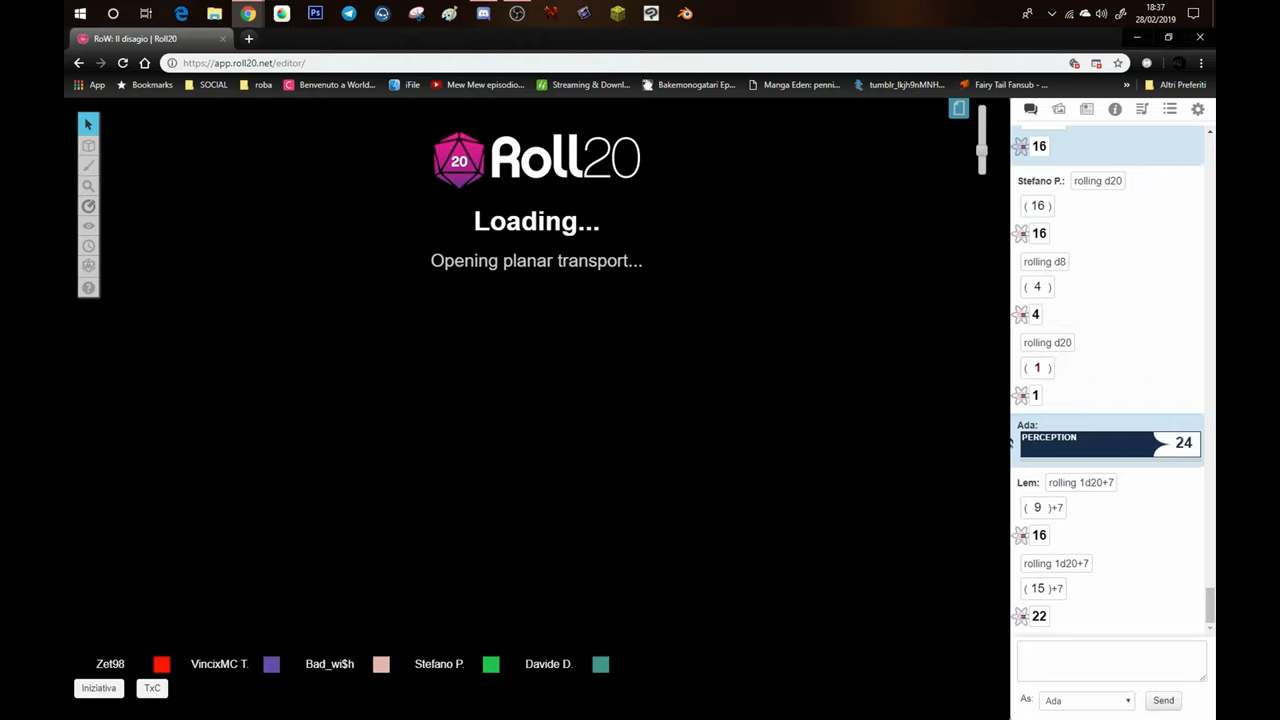 18:37
28/02/2019
RoW: Il disagio | Roll20
https://app.roll20.net/editor/
App
Bookmarks
SOCIAL
roba
Benvenuto a World...
iFile
Mew Mew episodio...
Streaming & Downl...
Bakemonogatari Ep...
Manga Eden: penni...
tumblr_lkjh9nMNH...
Fairy Tail Fansub - ...
»
Altri Preferiti
20
Roll20
Loading...
Opening planar transport...
16
Stefano P.: rolling d20
( 16 )
16
rolling d8
( 4 )
4
rolling d20
( 1 )
1
Ada:
PERCEPTION 24
Lem: rolling 1d20+7
( 9 )+7
16
rolling 1d20+7
( 15 )+7
22
Zet98
VincixMC T.
Bad_wi$h
Stefano P.
Davide D.
Iniziativa
TxC
As: Ada
Send